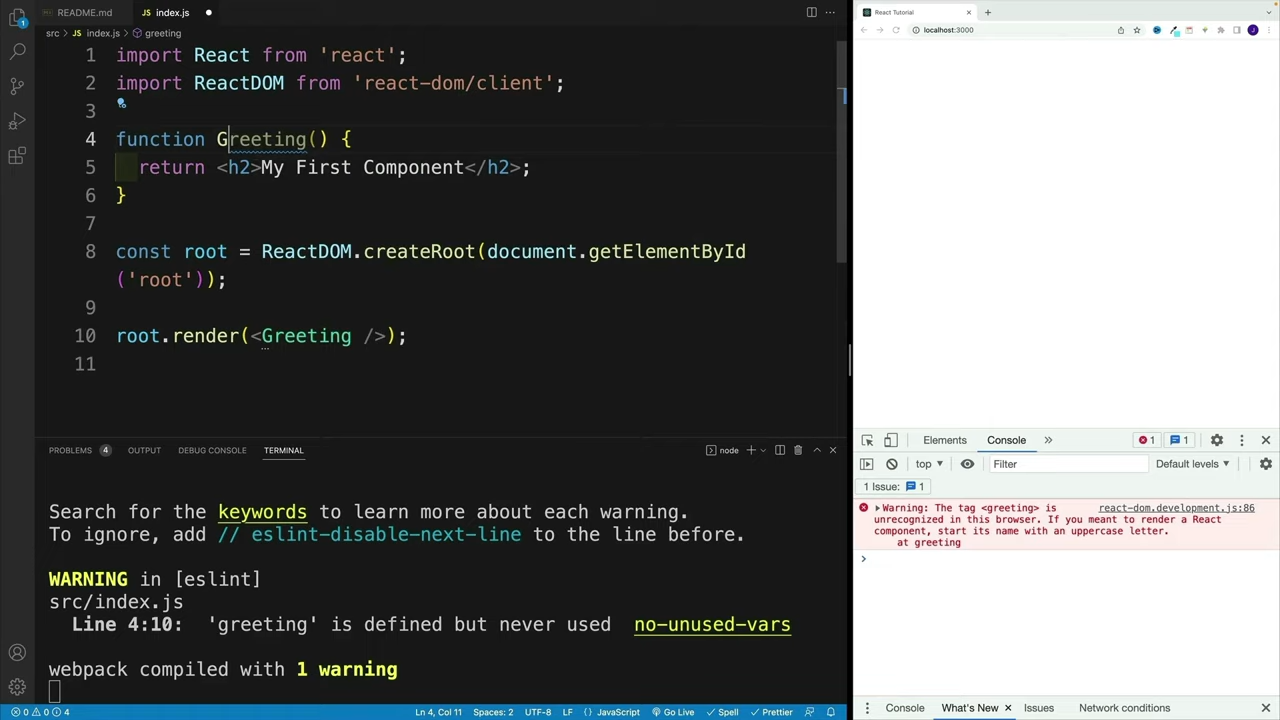 README.md
index.js
src > index.js > greeting
1 import React from 'react';
2 import ReactDOM from 'react-dom/client';
3
4 function Greeting() {
5 return <h2>My First Component</h2>;
6 }
7
8 const root = ReactDOM.createRoot(document.getElementById
('root'));
9
10 root.render(<Greeting />);
11
PROBLEMS 4 OUTPUT DEBUG CONSOLE TERMINAL
node
Search for the keywords to learn more about each warning.
To ignore, add // eslint-disable-next-line to the line before.
WARNING in [eslint]
src/index.js
Line 4:10: 'greeting' is defined but never used no-unused-vars
webpack compiled with 1 warning
1
0 0 4 Ln 4, Col 11 Spaces: 2 UTF-8 LF {} JavaScript Go Live Spell Prettier
React Tutorial
localhost:3000
J
Elements Console 1 1
top Filter Default levels
1 Issue: 1
Warning: The tag <greeting> is react-dom.development.js:86
unrecognized in this browser. If you meant to render a React
component, start its name with an uppercase letter.
at greeting
Console What's New Issues Network conditions